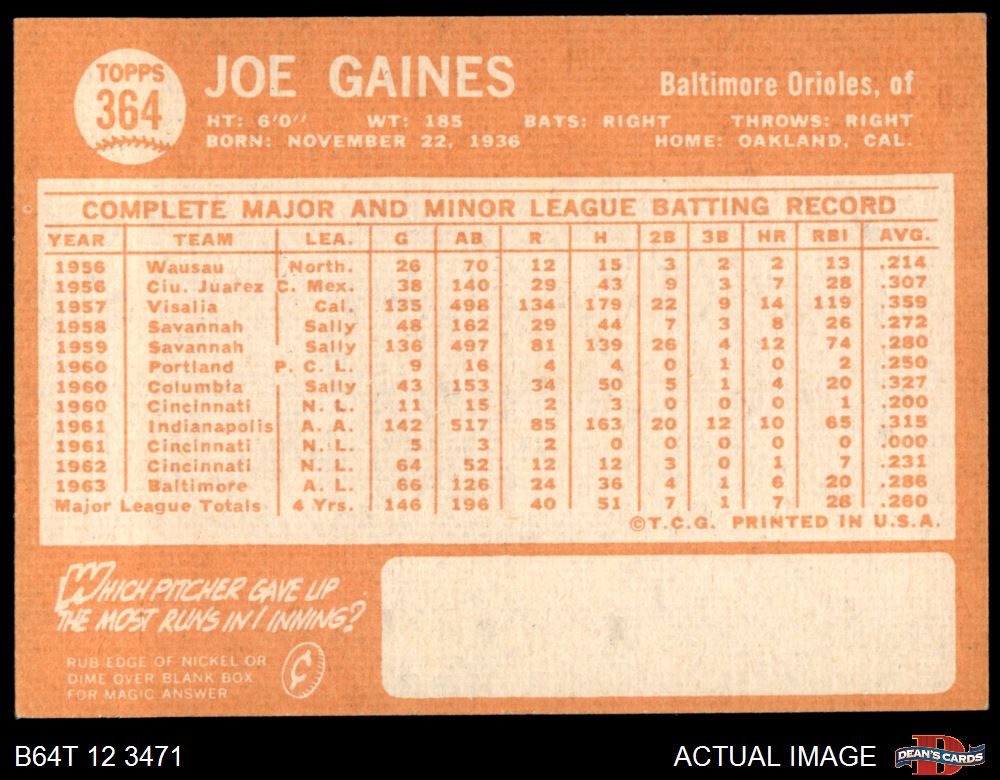 TOPPS
364
JOE GAINES
Baltimore Orioles, of
HT: 6'0" WT: 185 BATS: RIGHT THROWS: RIGHT
BORN: NOVEMBER 22, 1936 HOME: OAKLAND, CAL.
COMPLETE MAJOR AND MINOR LEAGUE BATTING RECORD
YEAR TEAM LEA. G AB R H 2B 3B HR RBI AVG.
1956 Wausau North. 26 70 12 15 3 2 2 13 .214
1956 Ciu. Juarez C. Mex. 38 140 29 43 9 3 7 28 .307
1957 Visalia Cal. 135 498 134 179 22 9 14 119 .359
1958 Savannah Sally 48 162 29 44 7 3 8 26 .272
1959 Savannah Sally 136 497 81 139 26 4 12 74 .280
1960 Portland P. C. L. 9 16 4 4 0 1 0 2 .250
1960 Columbia Sally 43 153 34 50 5 1 4 20 .327
1960 Cincinnati N. L. 11 15 2 3 0 0 0 1 .200
1961 Indianapolis A. A. 142 517 85 163 20 12 10 65 .315
1961 Cincinnati N. L. 5 3 2 0 0 0 0 0 .000
1962 Cincinnati N. L. 64 52 12 12 3 0 1 7 .231
1963 Baltimore A. L. 66 126 24 36 4 1 6 20 .286
Major League Totals 4 Yrs. 146 196 40 51 7 1 7 28 .260
©T.C.G. PRINTED IN U.S.A.
WHICH PITCHER GAVE UP
THE MOST RUNS IN 1 INNING?
RUB EDGE OF NICKEL OR
DIME OVER BLANK BOX
FOR MAGIC ANSWER
¢
B64T 12 3471
ACTUAL IMAGE
DEAN'S CARDS